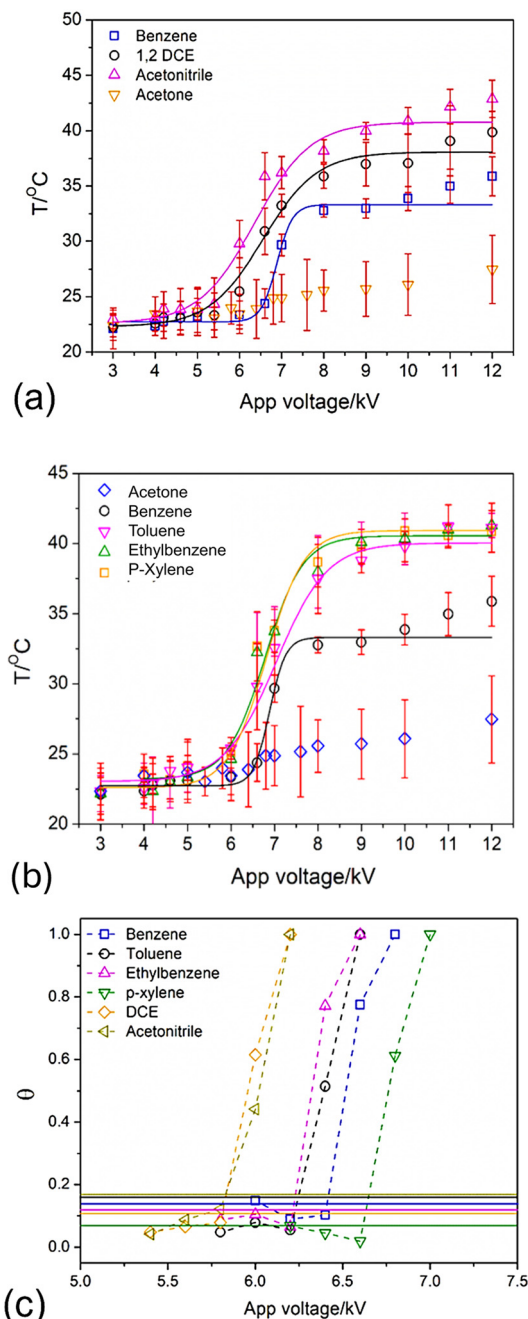 Benzene
1,2 DCE
Acetonitrile
Acetone
50
45
40
35
30
25
20
T/°C
3 4 5 6 7 8 9 10 11 12
App voltage/kV
(a)
Acetone
Benzene
Toluene
Ethylbenzene
P-Xylene
45
40
35
30
25
20
T/°C
3 4 5 6 7 8 9 10 11 12
App voltage/kV
(b)
Benzene
Toluene
Ethylbenzene
p-xylene
DCE
Acetonitrile
1.0
0.8
0.6
0.4
0.2
0.0
θ
5.0 5.5 6.0 6.5 7.0 7.5
App voltage/kV
(c)